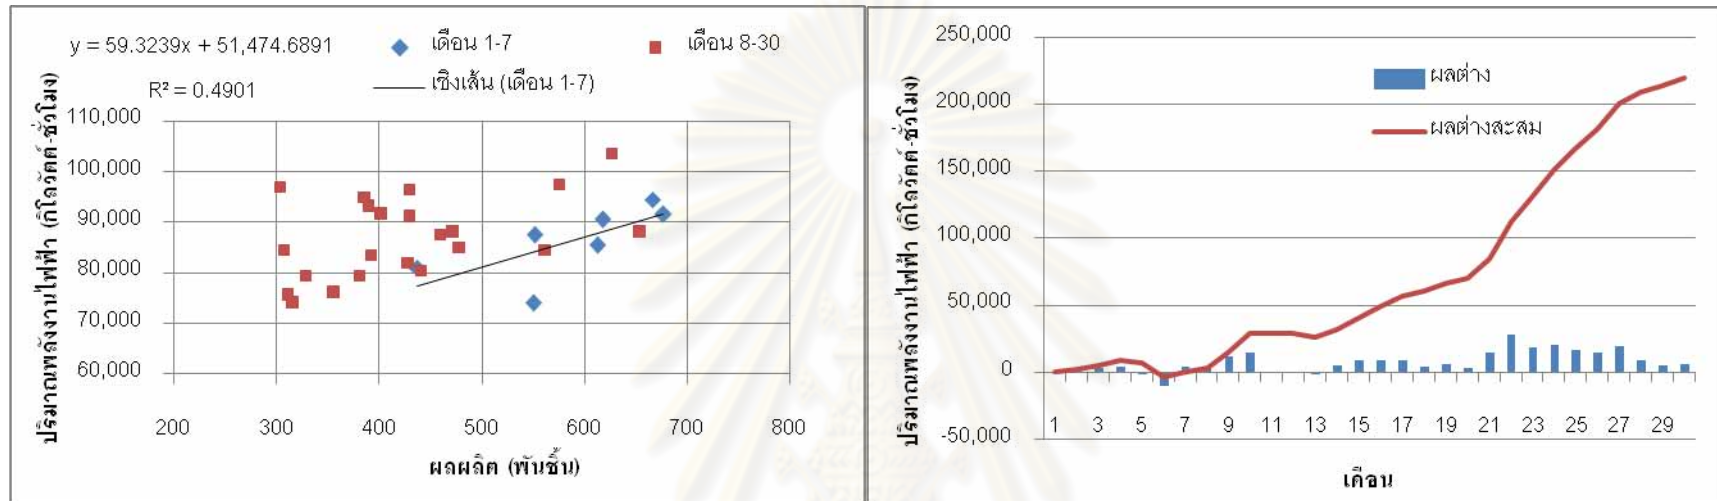 y = 59.3239x + 51,474.6891
เดือน 1-7
เดือน 8-30
R² = 0.4901
เชิงเส้น (เดือน 1-7)
ปริมาณพลังงานไฟฟ้า (กิโลวัตต์-ชั่วโมง)
110,000
100,000
90,000
80,000
70,000
60,000
200 300 400 500 600 700 800
ผลผลิต (พันชิ้น)
ปริมาณพลังงานไฟฟ้า (กิโลวัตต์-ชั่วโมง)
250,000
200,000
150,000
100,000
50,000
0
-50,000
ผลต่าง
ผลต่างสะสม
1 3 5 7 9 11 13 15 17 19 21 23 25 27 29
เดือน